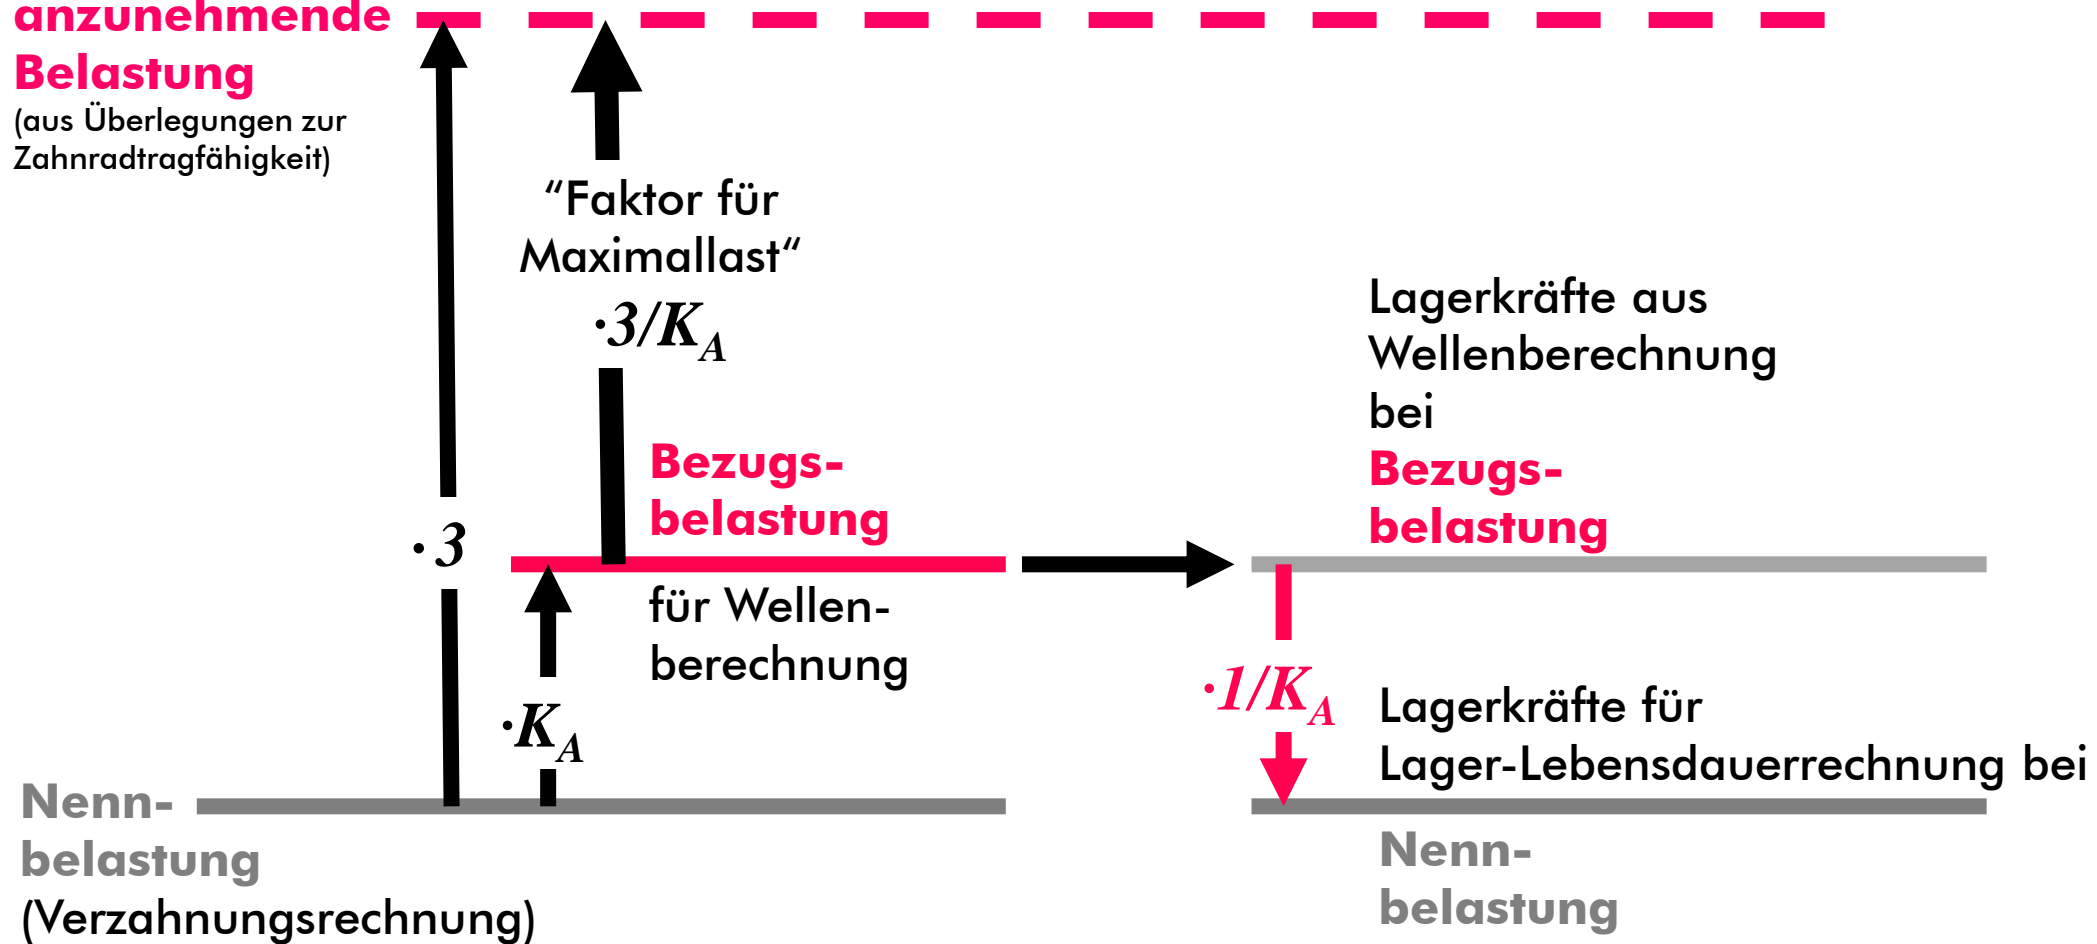 anzunehmende
Belastung
(aus Überlegungen zur
Zahnradtragfähigkeit)
“Faktor für
Maximallast“
·3/K_A
Bezugs-
belastung
für Wellen-
berechnung
·3
·K_A
Nenn-
belastung
(Verzahnungsrechnung)
Lagerkräfte aus
Wellenberechnung
bei
Bezugs-
belastung
·1/K_A
Lagerkräfte für
Lager-Lebensdauerrechnung bei
Nenn-
belastung